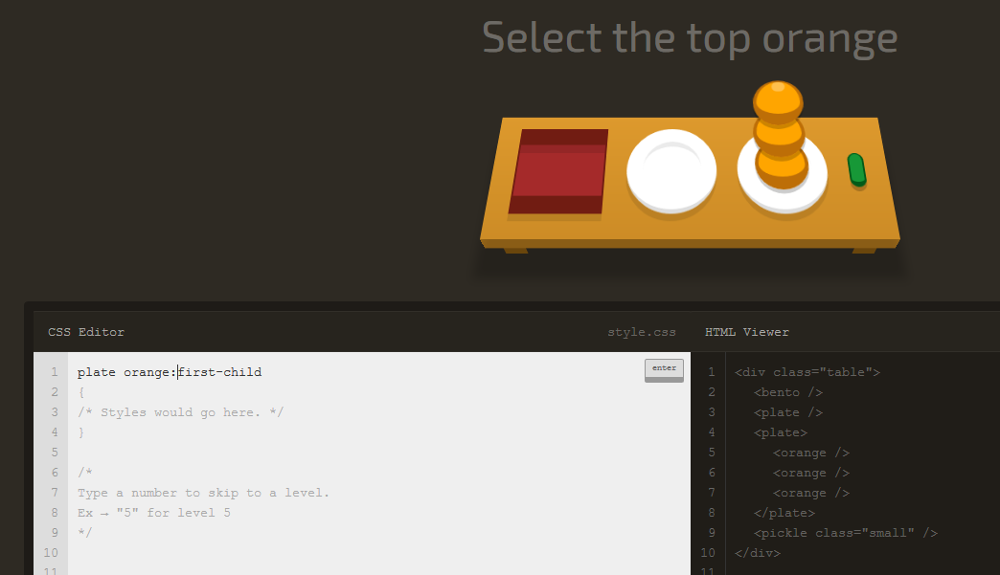 Select the top orange
CSS Editor
style.css
HTML Viewer
1 plate orange:first-child
enter
2 {
3 /* Styles would go here. */
4 }
5
6 /*
7 Type a number to skip to a level.
8 Ex → "5" for level 5
9 */
10
11
1 <div class="table">
2 <bento />
3 <plate />
4 <plate>
5 <orange />
6 <orange />
7 <orange />
8 </plate>
9 <pickle class="small" />
10 </div>
11